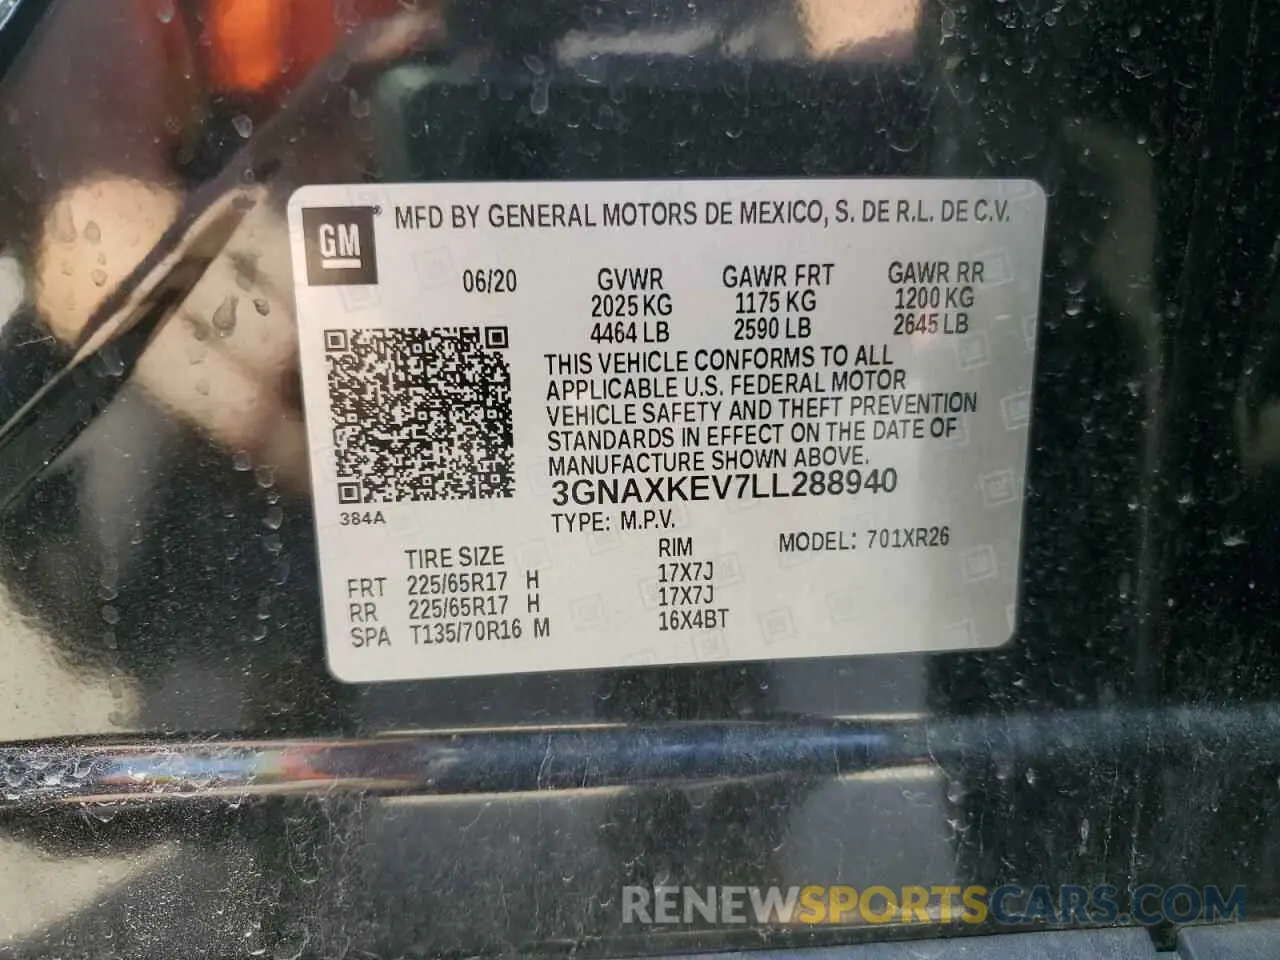 GM® MFD BY GENERAL MOTORS DE MEXICO, S. DE R.L. DE C.V.
06/20 GVWR GAWR FRT GAWR RR
2025 KG 1175 KG 1200 KG
4464 LB 2590 LB 2645 LB
THIS VEHICLE CONFORMS TO ALL
APPLICABLE U.S. FEDERAL MOTOR
VEHICLE SAFETY AND THEFT PREVENTION
STANDARDS IN EFFECT ON THE DATE OF
MANUFACTURE SHOWN ABOVE.
3GNAXKEV7LL288940
384A
TYPE: M.P.V.
MODEL: 701XR26
TIRE SIZE RIM
FRT 225/65R17 H 17X7J
RR 225/65R17 H 17X7J
SPA T135/70R16 M 16X4BT
RENEWSPORTSCARS.COM